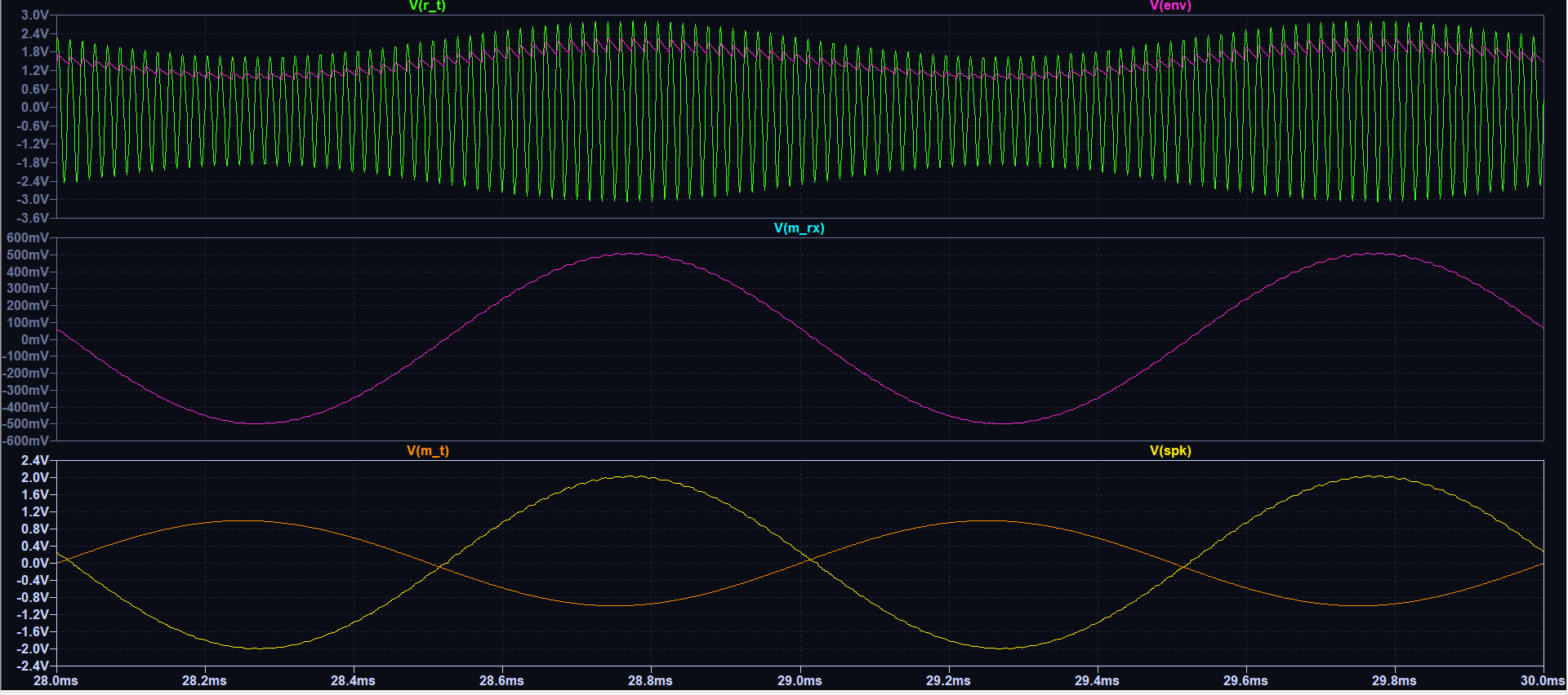 V(r_t) V(env)
3.0V
2.4V
1.8V
1.2V
0.6V
0.0V
-0.6V
-1.2V
-1.8V
-2.4V
-3.0V
-3.6V
V(m_rx)
600mV
500mV
400mV
300mV
200mV
100mV
0mV
-100mV
-200mV
-300mV
-400mV
-500mV
-600mV
V(m_t) V(spk)
2.4V
2.0V
1.6V
1.2V
0.8V
0.4V
0.0V
-0.4V
-0.8V
-1.2V
-1.6V
-2.0V
-2.4V
28.0ms 28.2ms 28.4ms 28.6ms 28.8ms 29.0ms 29.2ms 29.4ms 29.6ms 29.8ms 30.0ms